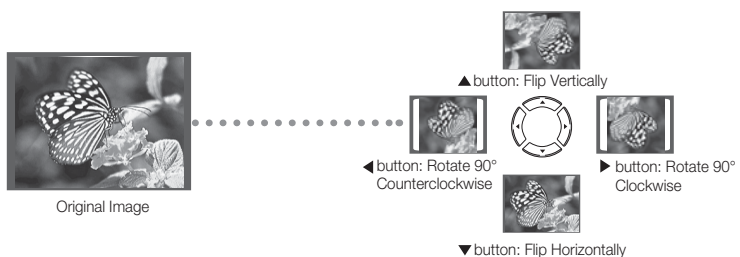 ▲ button: Flip Vertically
◀ button: Rotate 90°
Counterclockwise
▶ button: Rotate 90°
Clockwise
Original Image
▼ button: Flip Horizontally